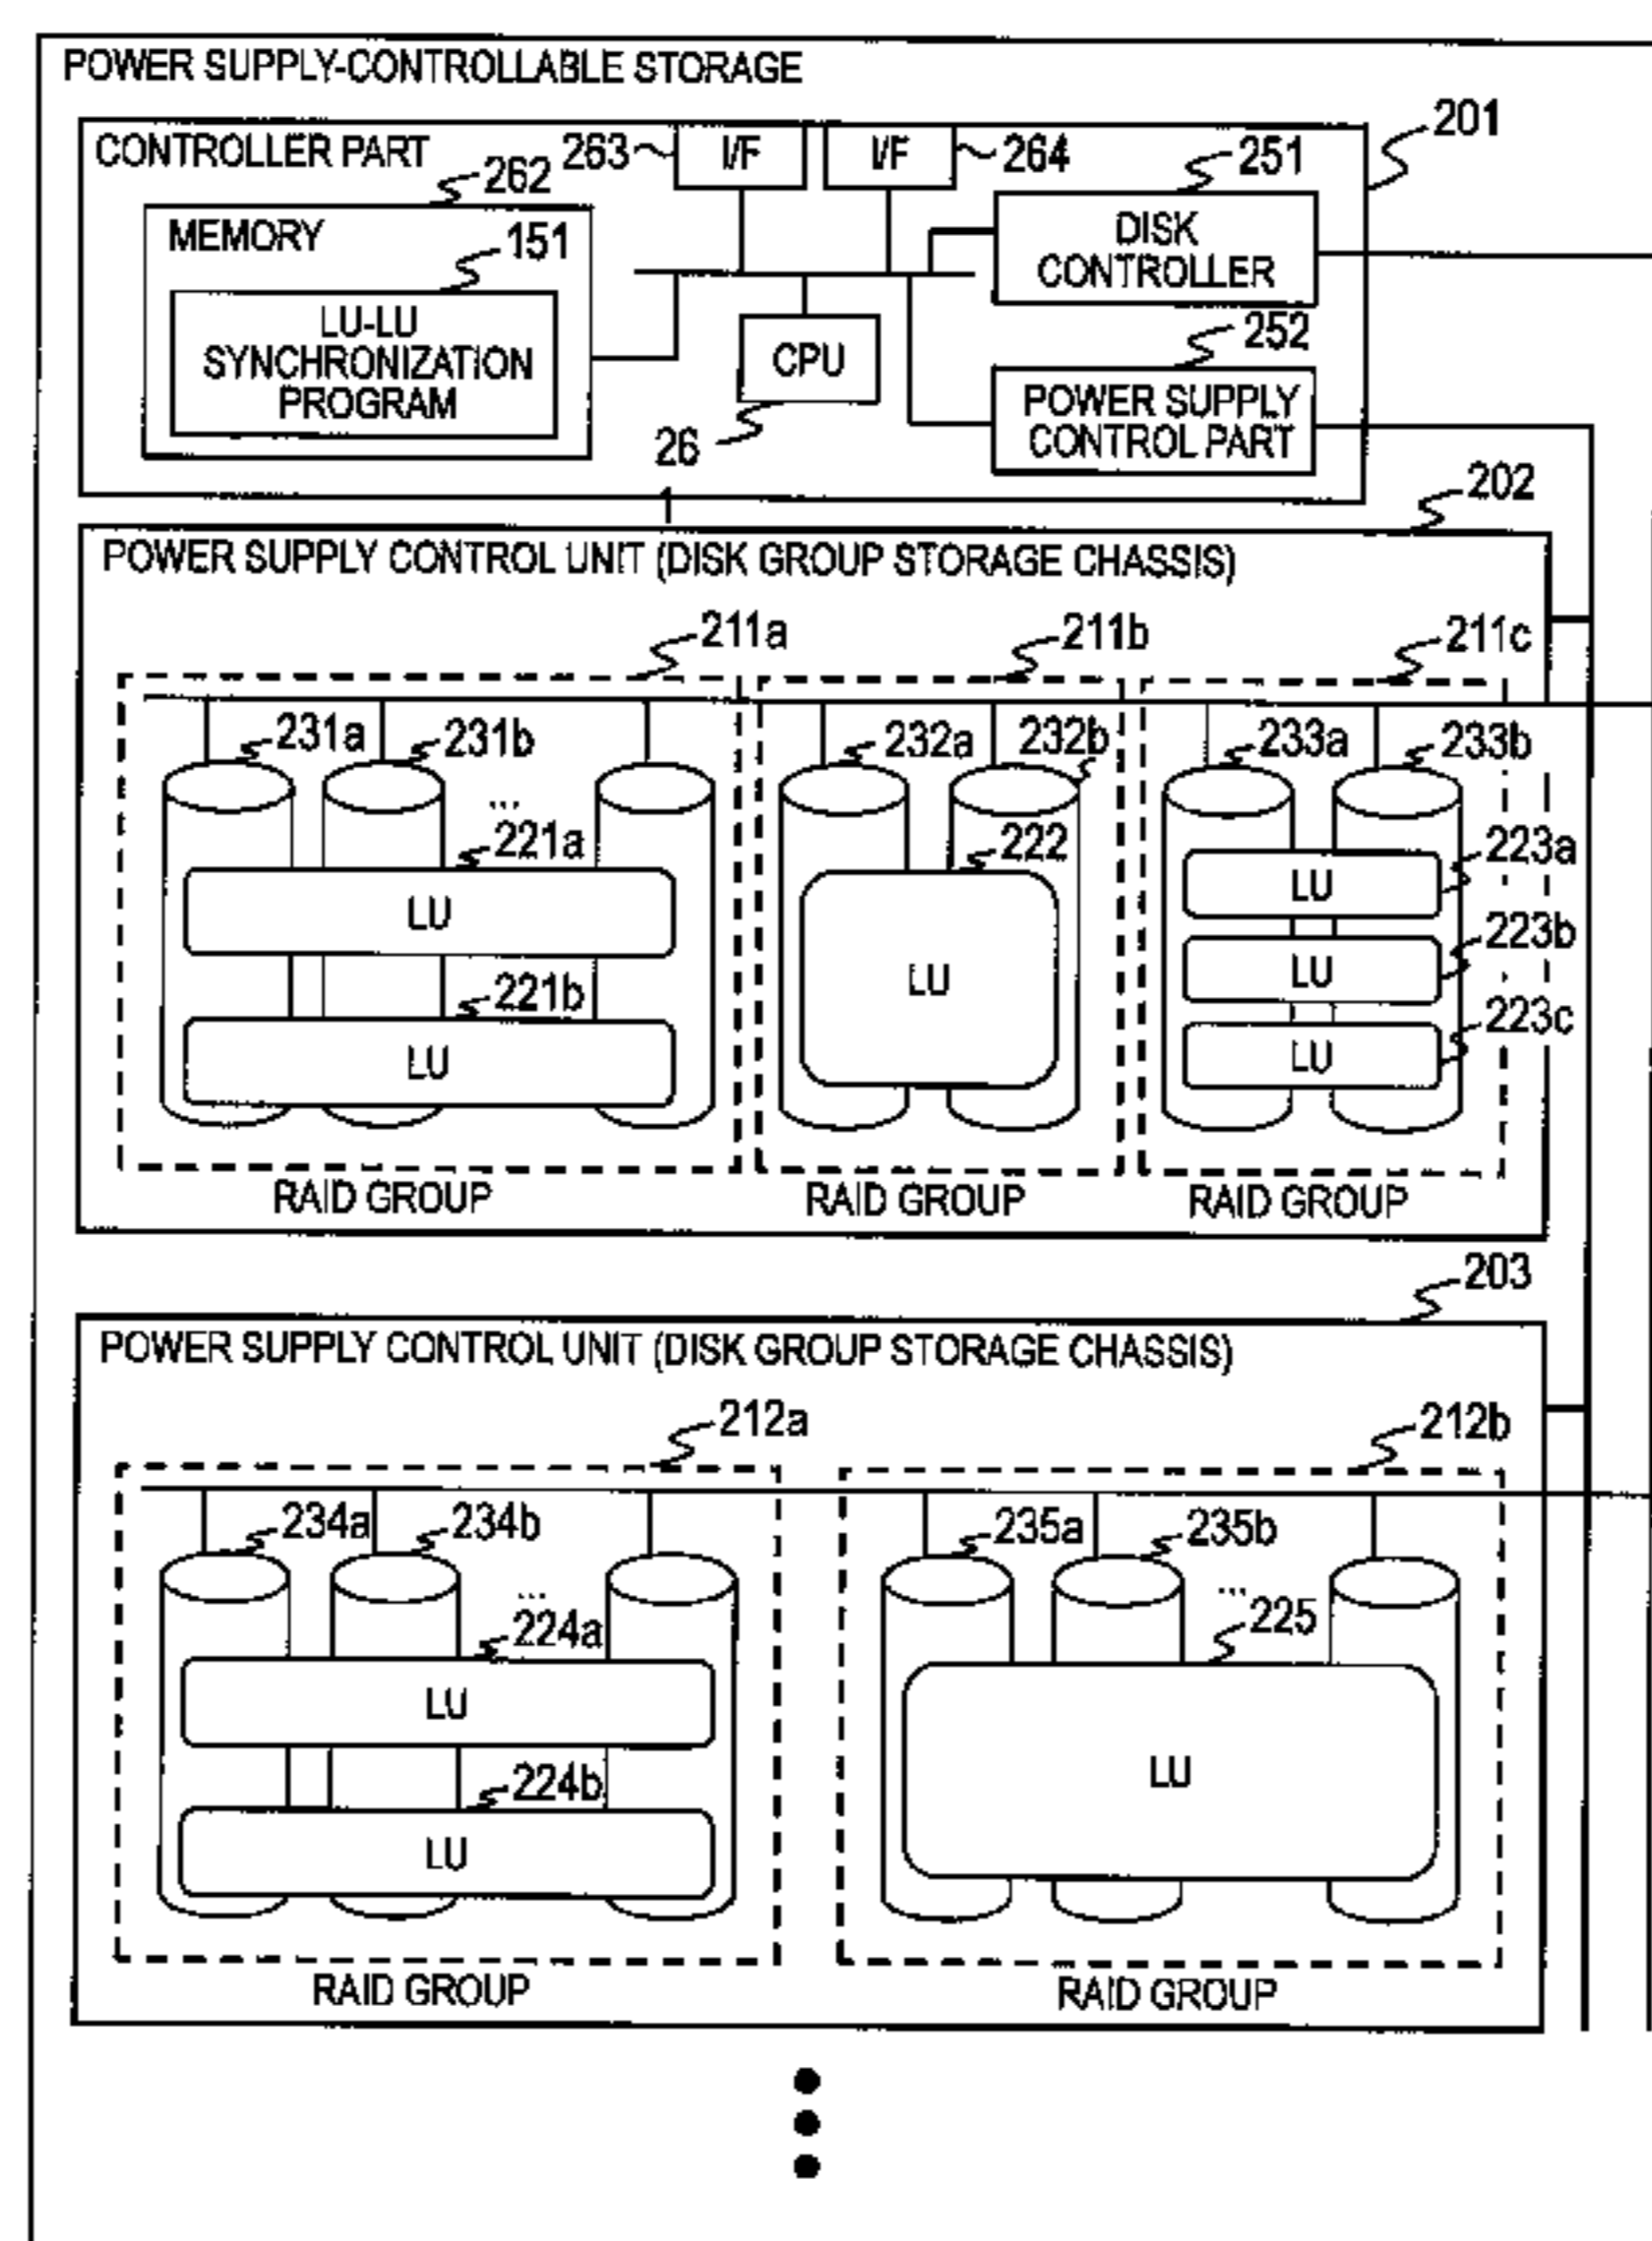 POWER SUPPLY-CONTROLLABLE STORAGE
201
CONTROLLER PART
263
I/F
I/F
264
251
262
MEMORY
151
DISK
CONTROLLER
LU-LU
SYNCHRONIZATION
PROGRAM
CPU
252
POWER SUPPLY
CONTROL PART
26
1
202
POWER SUPPLY CONTROL UNIT (DISK GROUP STORAGE CHASSIS)
211a
211b
211c
231a
231b
232a
232b
233a
233b
...
221a
222
223a
LU
LU
223b
LU
LU
221b
223c
LU
LU
RAID GROUP
RAID GROUP
RAID GROUP
203
POWER SUPPLY CONTROL UNIT (DISK GROUP STORAGE CHASSIS)
212a
212b
234a
234b
235a
235b
...
...
224a
225
LU
LU
224b
LU
RAID GROUP
RAID GROUP